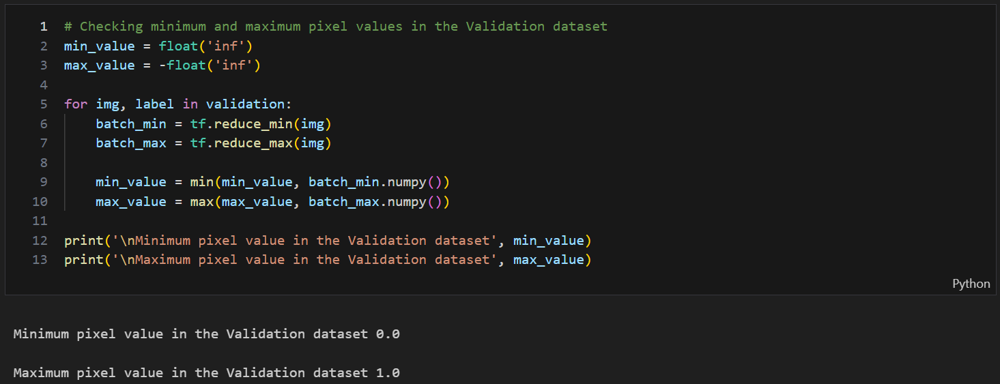 1 # Checking minimum and maximum pixel values in the Validation dataset
2 min_value = float('inf')
3 max_value = -float('inf')
4
5 for img, label in validation:
6     batch_min = tf.reduce_min(img)
7     batch_max = tf.reduce_max(img)
8
9     min_value = min(min_value, batch_min.numpy())
10     max_value = max(max_value, batch_max.numpy())
11
12 print('\nMinimum pixel value in the Validation dataset', min_value)
13 print('\nMaximum pixel value in the Validation dataset', max_value)
Python
Minimum pixel value in the Validation dataset 0.0
Maximum pixel value in the Validation dataset 1.0